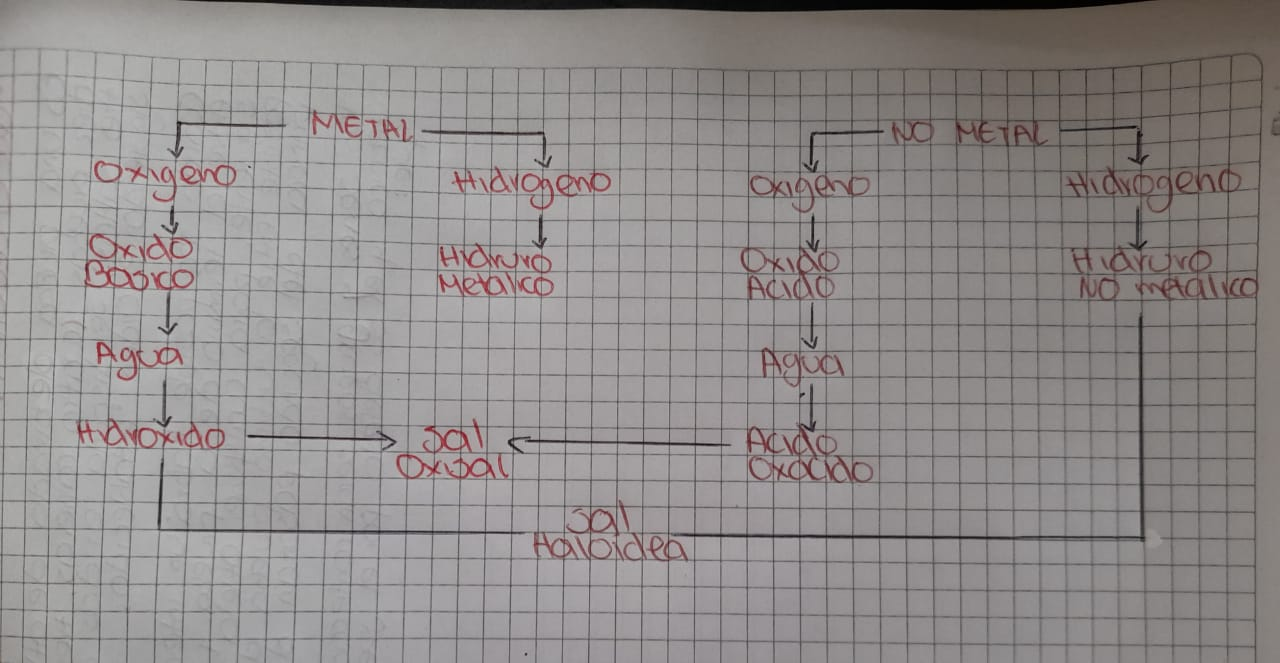 METAL
NO METAL
Oxigeno
Hidrogeno
Oxigeno
Hidrogeno
Oxido
Basico
Hidruro
Metalico
Oxido
Acido
Hidruro
NO metalico
Agua
Agua
Hidroxido
Sal
Oxisal
Acido
Oxacido
Sal
Haloidea